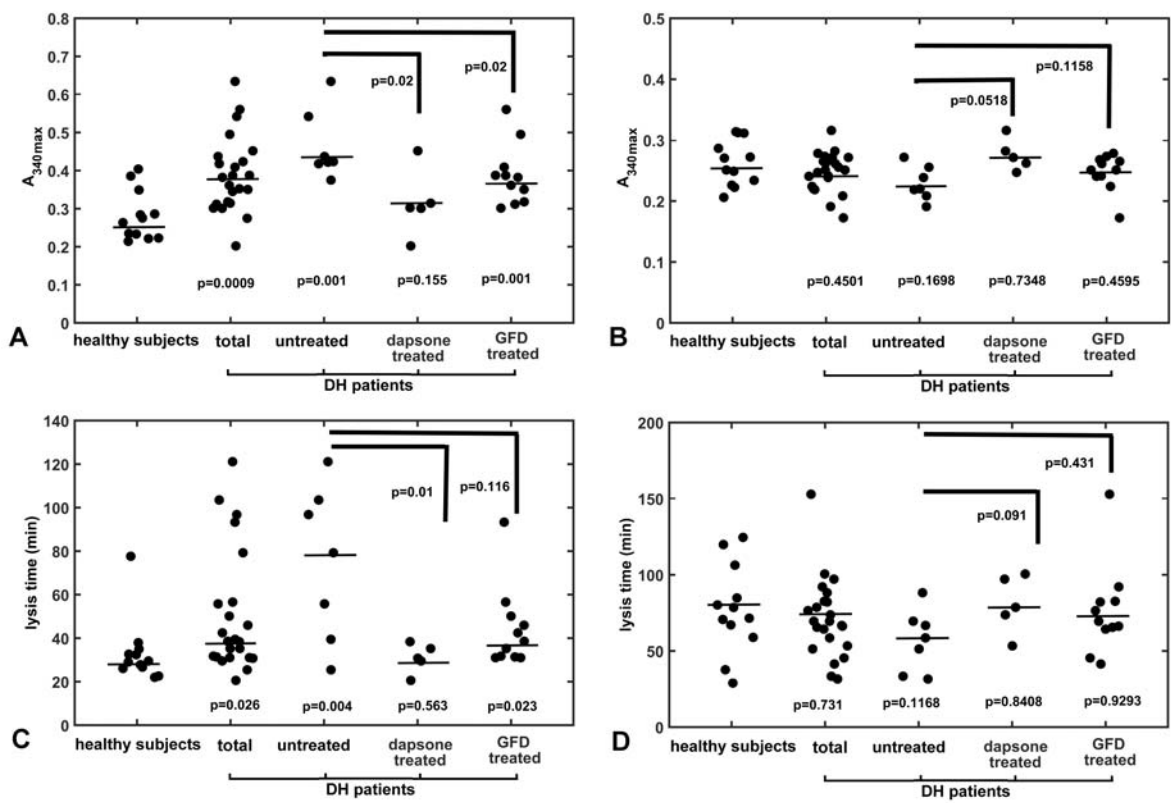 A
0.8
0.7
0.6
0.5
0.4
0.3
0.2
0.1
0
A340max
p=0.02
p=0.02
p=0.0009
p=0.001
p=0.155
p=0.001
healthy subjects
total
untreated
dapsone
treated
GFD
treated
DH patients
B
0.5
0.4
0.3
0.2
0.1
0
A340max
p=0.1158
p=0.0518
p=0.4501
p=0.1698
p=0.7348
p=0.4595
healthy subjects
total
untreated
dapsone
treated
GFD
treated
DH patients
C
140
120
100
80
60
40
20
0
lysis time (min)
p=0.01
p=0.116
p=0.026
p=0.004
p=0.563
p=0.023
healthy subjects
total
untreated
dapsone
treated
GFD
treated
DH patients
D
200
150
100
50
0
lysis time (min)
p=0.431
p=0.091
p=0.731
p=0.1168
p=0.8408
p=0.9293
healthy subjects
total
untreated
dapsone
treated
GFD
treated
DH patients